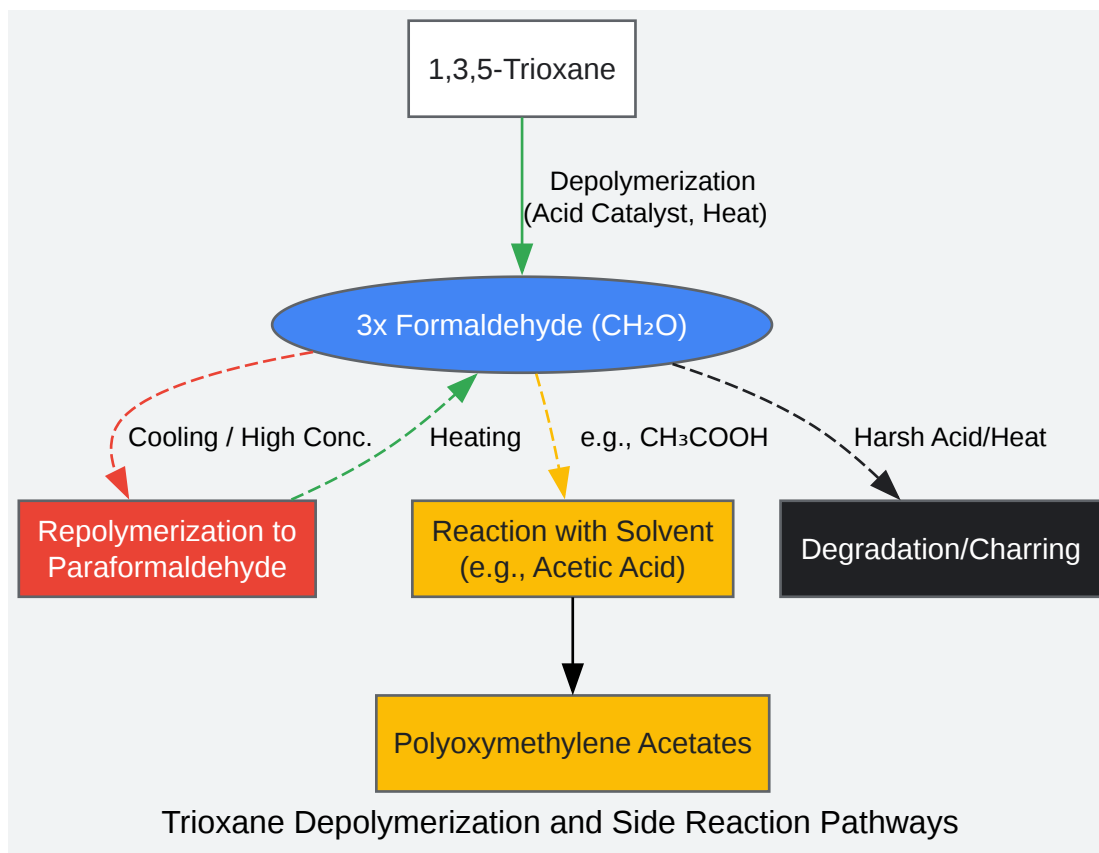 1,3,5-Trioxane
Depolymerization
(Acid Catalyst, Heat)
3x Formaldehyde (CH₂O)
Cooling / High Conc.
Heating
e.g., CH₃COOH
Harsh Acid/Heat
Repolymerization to
Paraformaldehyde
Reaction with Solvent
(e.g., Acetic Acid)
Degradation/Charring
Polyoxymethylene Acetates
Trioxane Depolymerization and Side Reaction Pathways